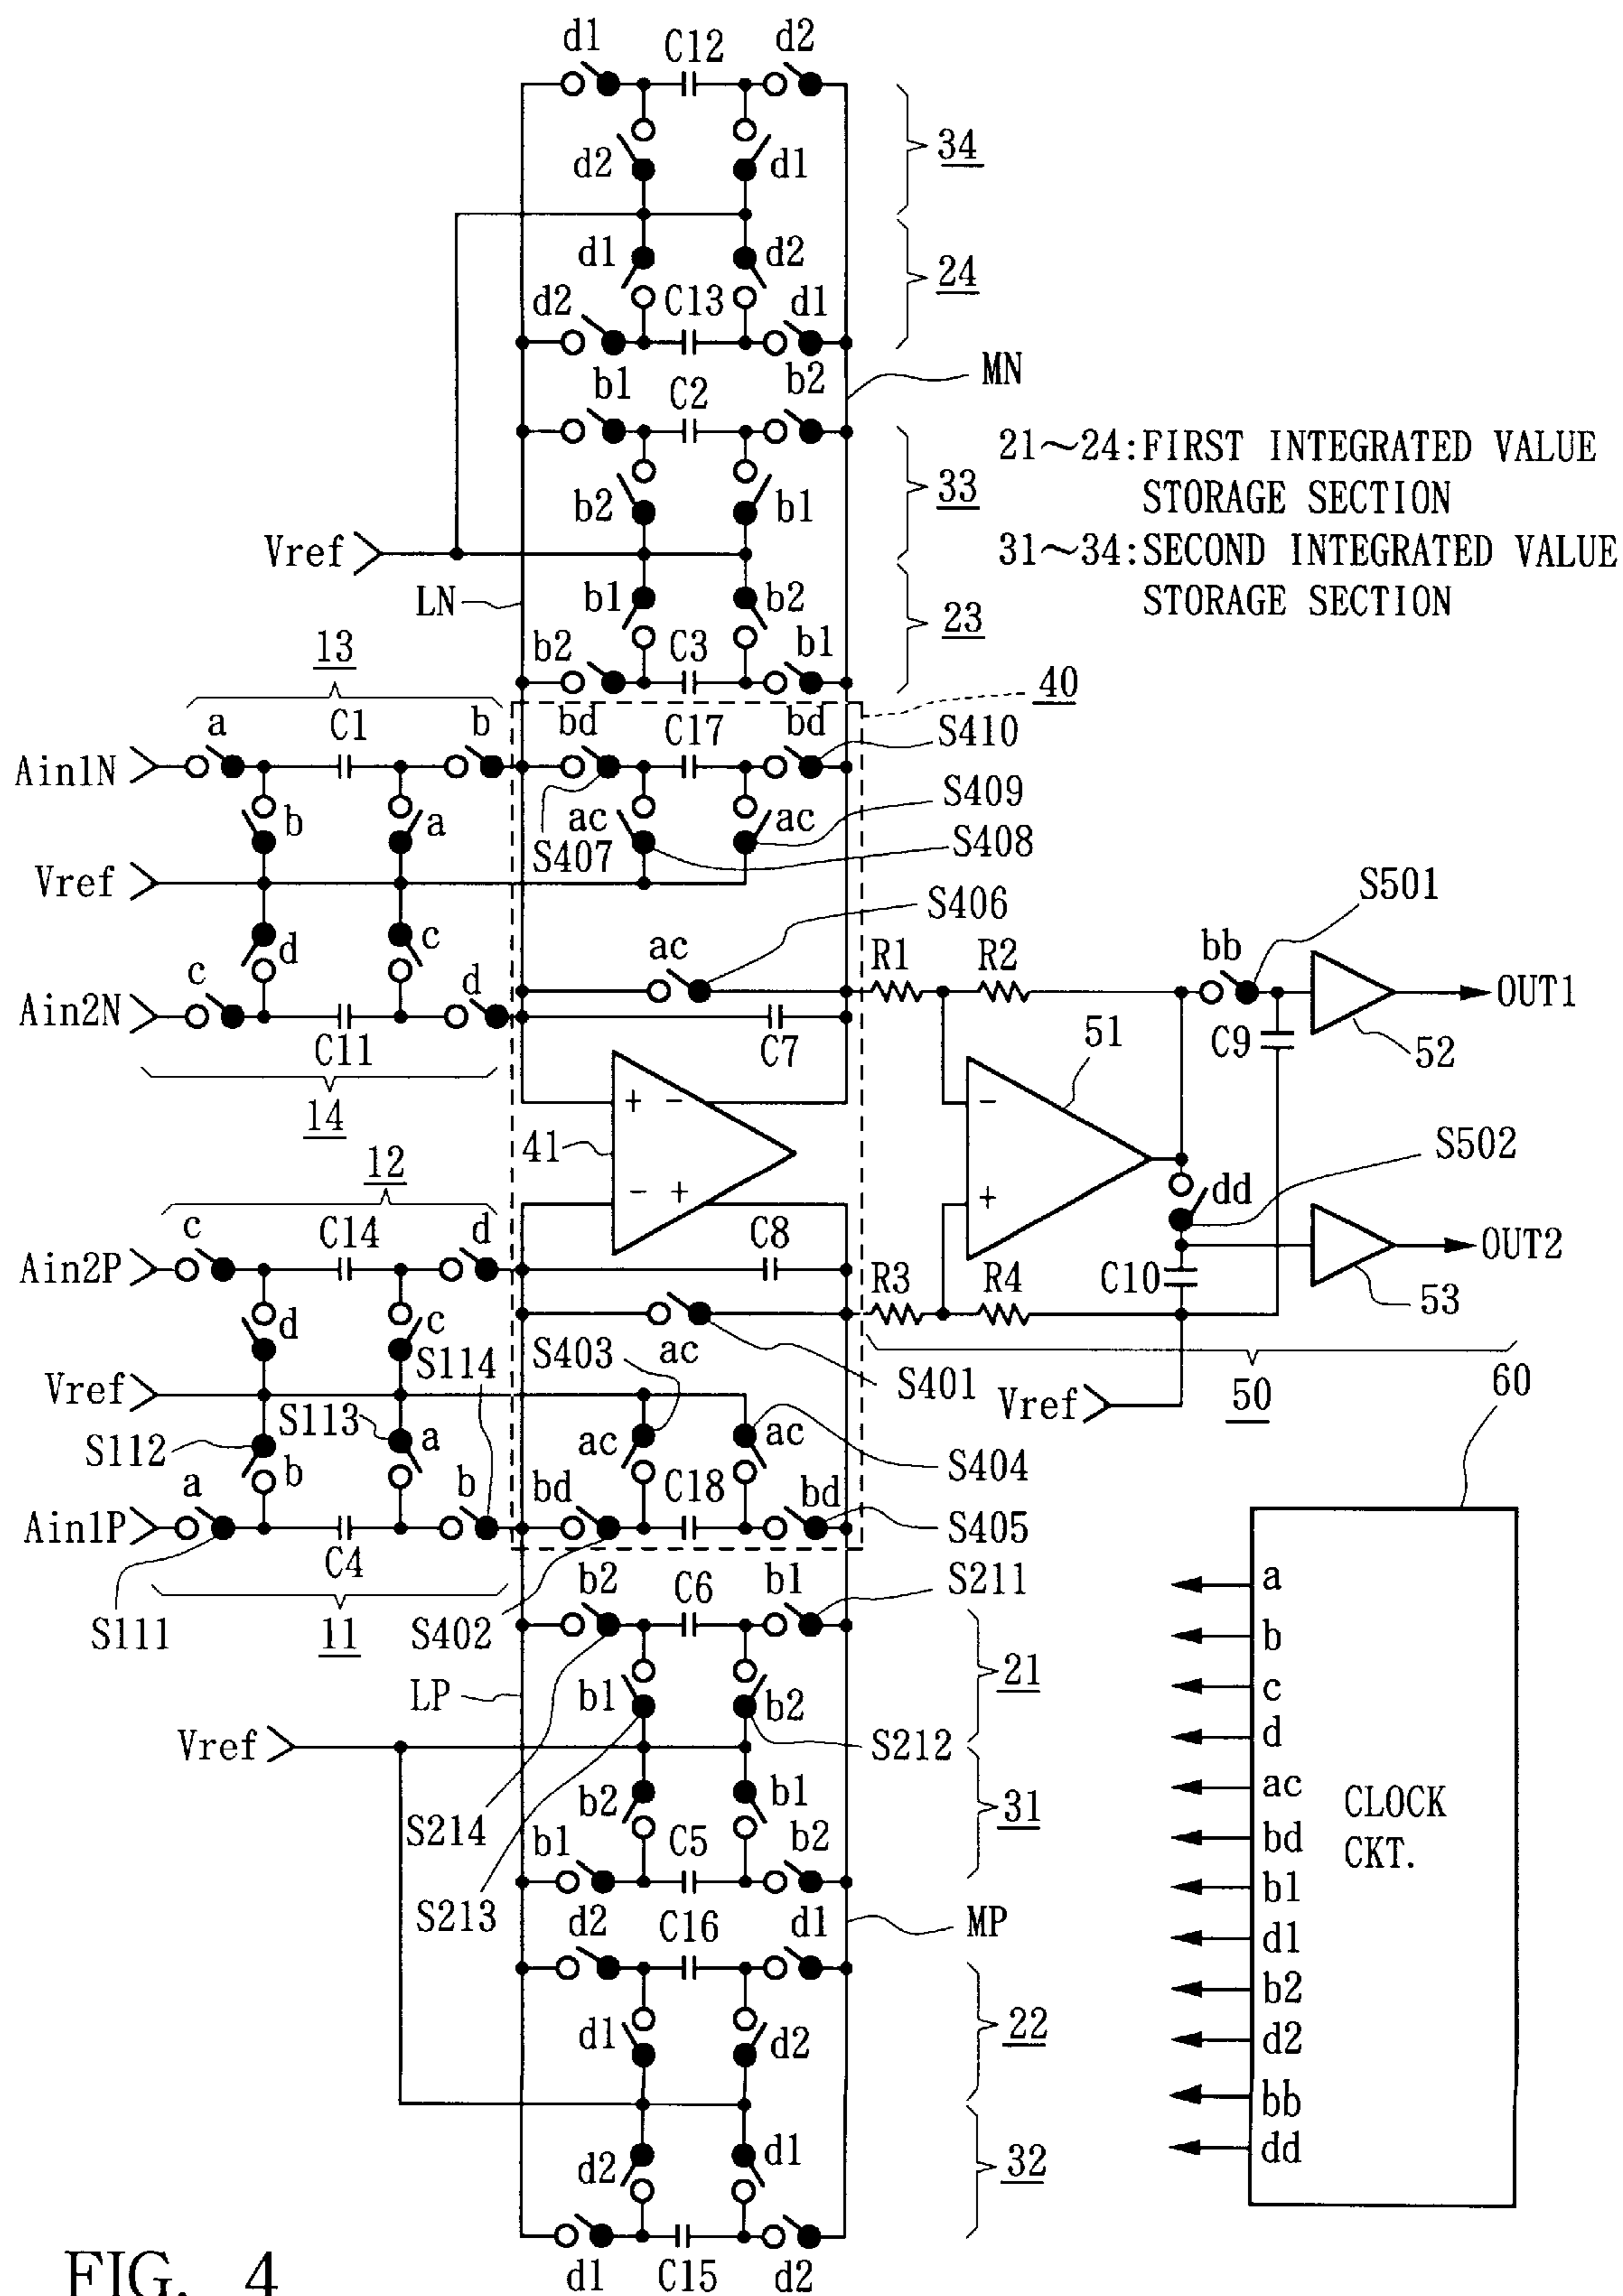 d1 C12 d2
d2 d1 34
d1 d2 24
d2 C13 d1
b1 C2 b2 MN
21~24:FIRST INTEGRATED VALUE
STORAGE SECTION
31~34:SECOND INTEGRATED VALUE
STORAGE SECTION
b2 b1 33
Vref
LN b1 b2 23
13 b2 C3 b1
40
a C1 b bd C17 bd S410
Ain1N
b a ac ac S409
S407 S408
Vref
S406 S501
d c ac R1 R2 bb
c d OUT1
Ain2N
C11 C7 C9 52
51
14 + - -
41 S502
12 - + + dd
c C14 d C8
Ain2P OUT2
R3 R4 C10 53
d c S114 S403 ac S401
Vref Vref 50 60
S112 S113 a ac ac S404
a b b bd C18 bd
Ain1P S405
C4
S111 11 S402 b2 C6 b1 S211
LP b1 b2 21
Vref S212
b2 b1 31
S214 b1 C5 b2
S213 d2 C16 d1 MP
d1 d2 22
d2 d1 32
d1 C15 d2
a
b
c
d
ac
bd
b1
d1
b2
d2
bb
dd
CLOCK
CKT.
FIG. 4